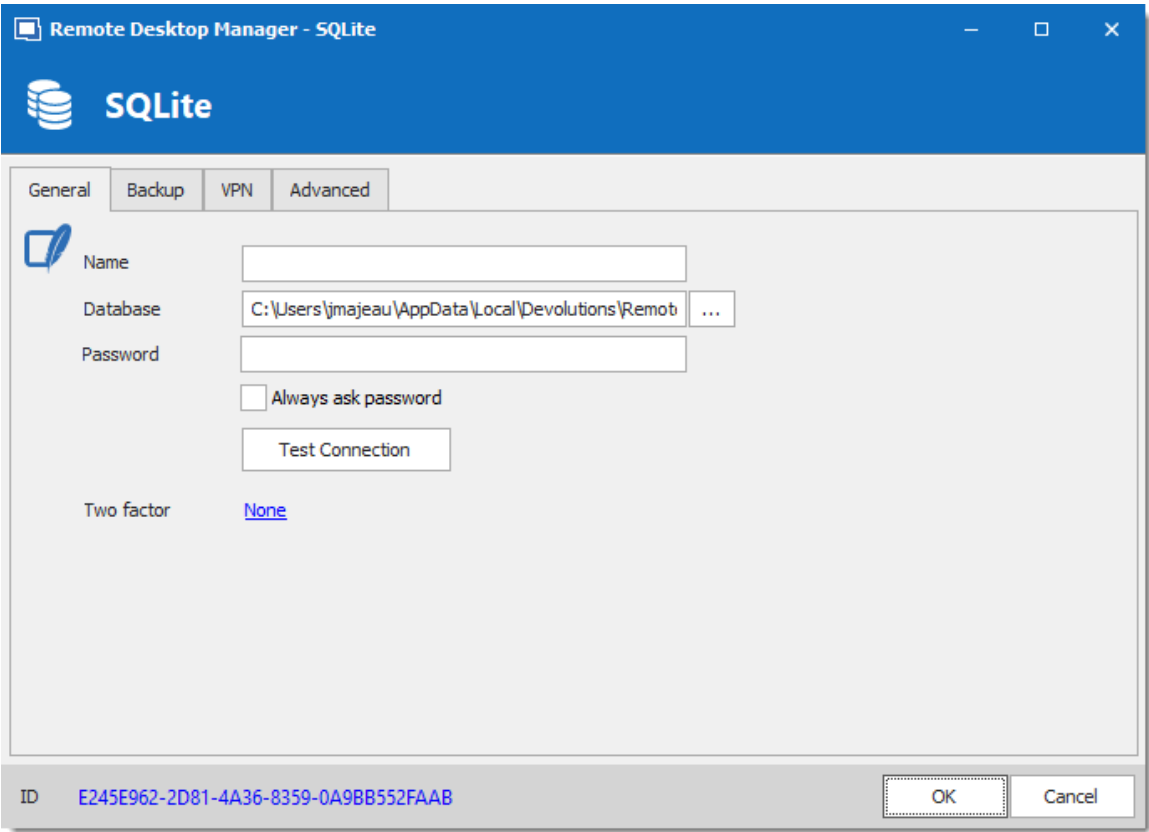 Remote Desktop Manager - SQLite
SQLite
General Backup VPN Advanced
Name
Database C:\Users\jmajeau\AppData\Local\Devolutions\Remot ...
Password
Always ask password
Test Connection
Two factor None
ID E245E962-2D81-4A36-8359-0A9BB552FAAB OK Cancel